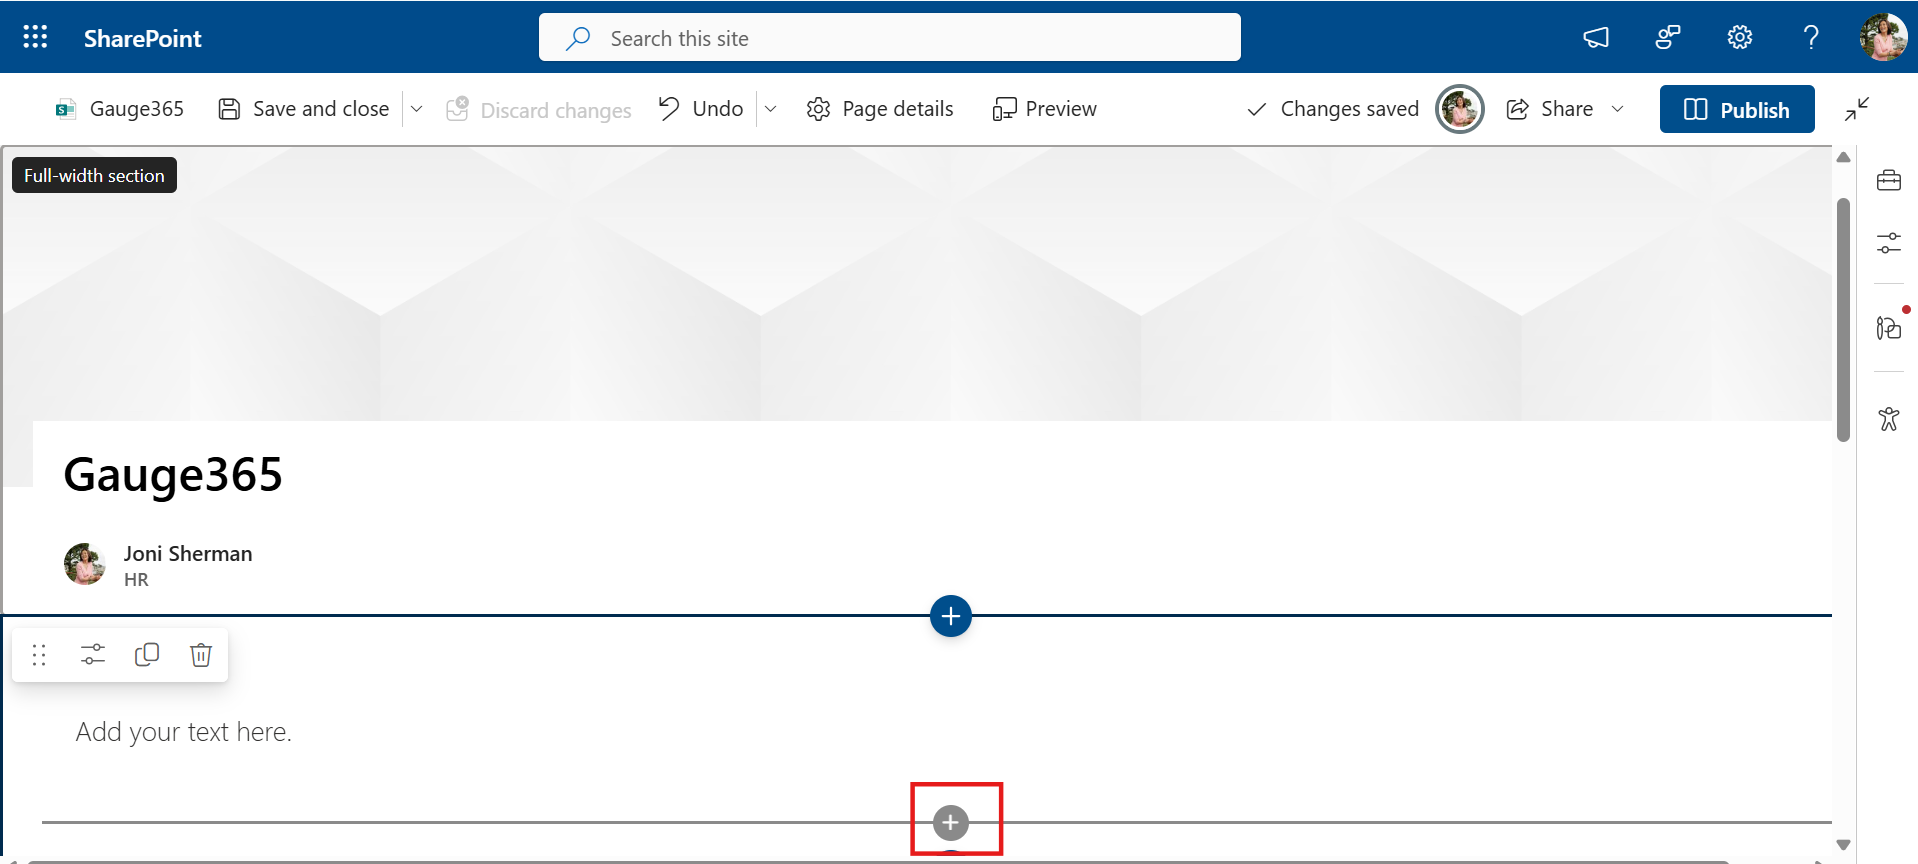 SharePoint
Search this site
Gauge365
Save and close
Discard changes
Undo
Page details
Preview
Changes saved
Share
Publish
Full-width section
Gauge365
Joni Sherman
HR
Add your text here.